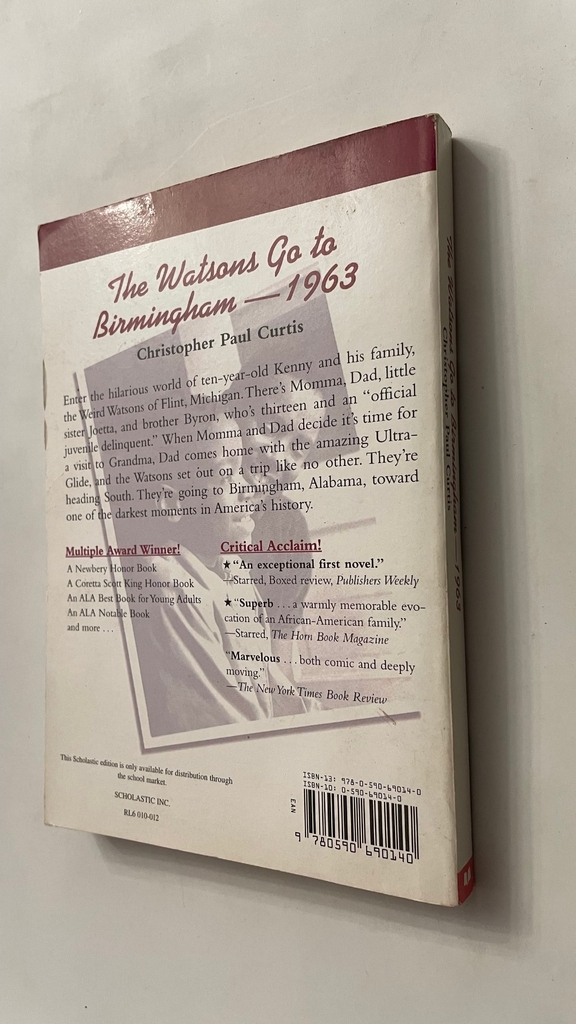 The Watsons Go to
Birmingham — 1963
Christopher Paul Curtis
Enter the hilarious world of ten-year-old Kenny and his family,
the Weird Watsons of Flint, Michigan. There's Momma, Dad, little
sister Joetta, and brother Byron, who's thirteen and an "official
juvenile delinquent." When Momma and Dad decide it's time for
a visit to Grandma, Dad comes home with the amazing Ultra-
Glide, and the Watsons set out on a trip like no other. They're
heading South. They're going to Birmingham, Alabama, toward
one of the darkest moments in America's history.
Multiple Award Winner!
A Newbery Honor Book
A Coretta Scott King Honor Book
An ALA Best Book for Young Adults
An ALA Notable Book
and more . . .
Critical Acclaim!
★ "An exceptional first novel."
—Starred, Boxed review, Publishers Weekly
★ "Superb . . . a warmly memorable evo-
cation of an African-American family."
—Starred, The Horn Book Magazine
"Marvelous . . . both comic and deeply
moving."
—The New York Times Book Review
This Scholastic edition is only available for distribution through
the school market.
SCHOLASTIC INC.
RL6 010-012
ISBN-13: 978-0-590-69014-0
ISBN-10: 0-590-69014-0
EAN
9 780590 690140
The Watsons Go to Birmingham — 1963
Christopher Paul Curtis